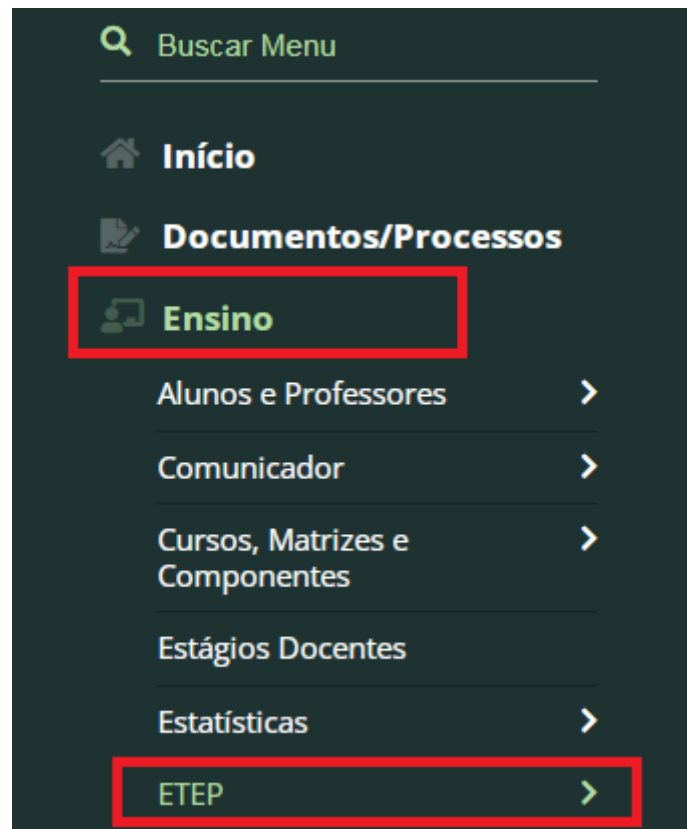 Buscar Menu
Início
Documentos/Processos
Ensino
Alunos e Professores
Comunicador
Cursos, Matrizes e
Componentes
Estágios Docentes
Estatísticas
ETEP